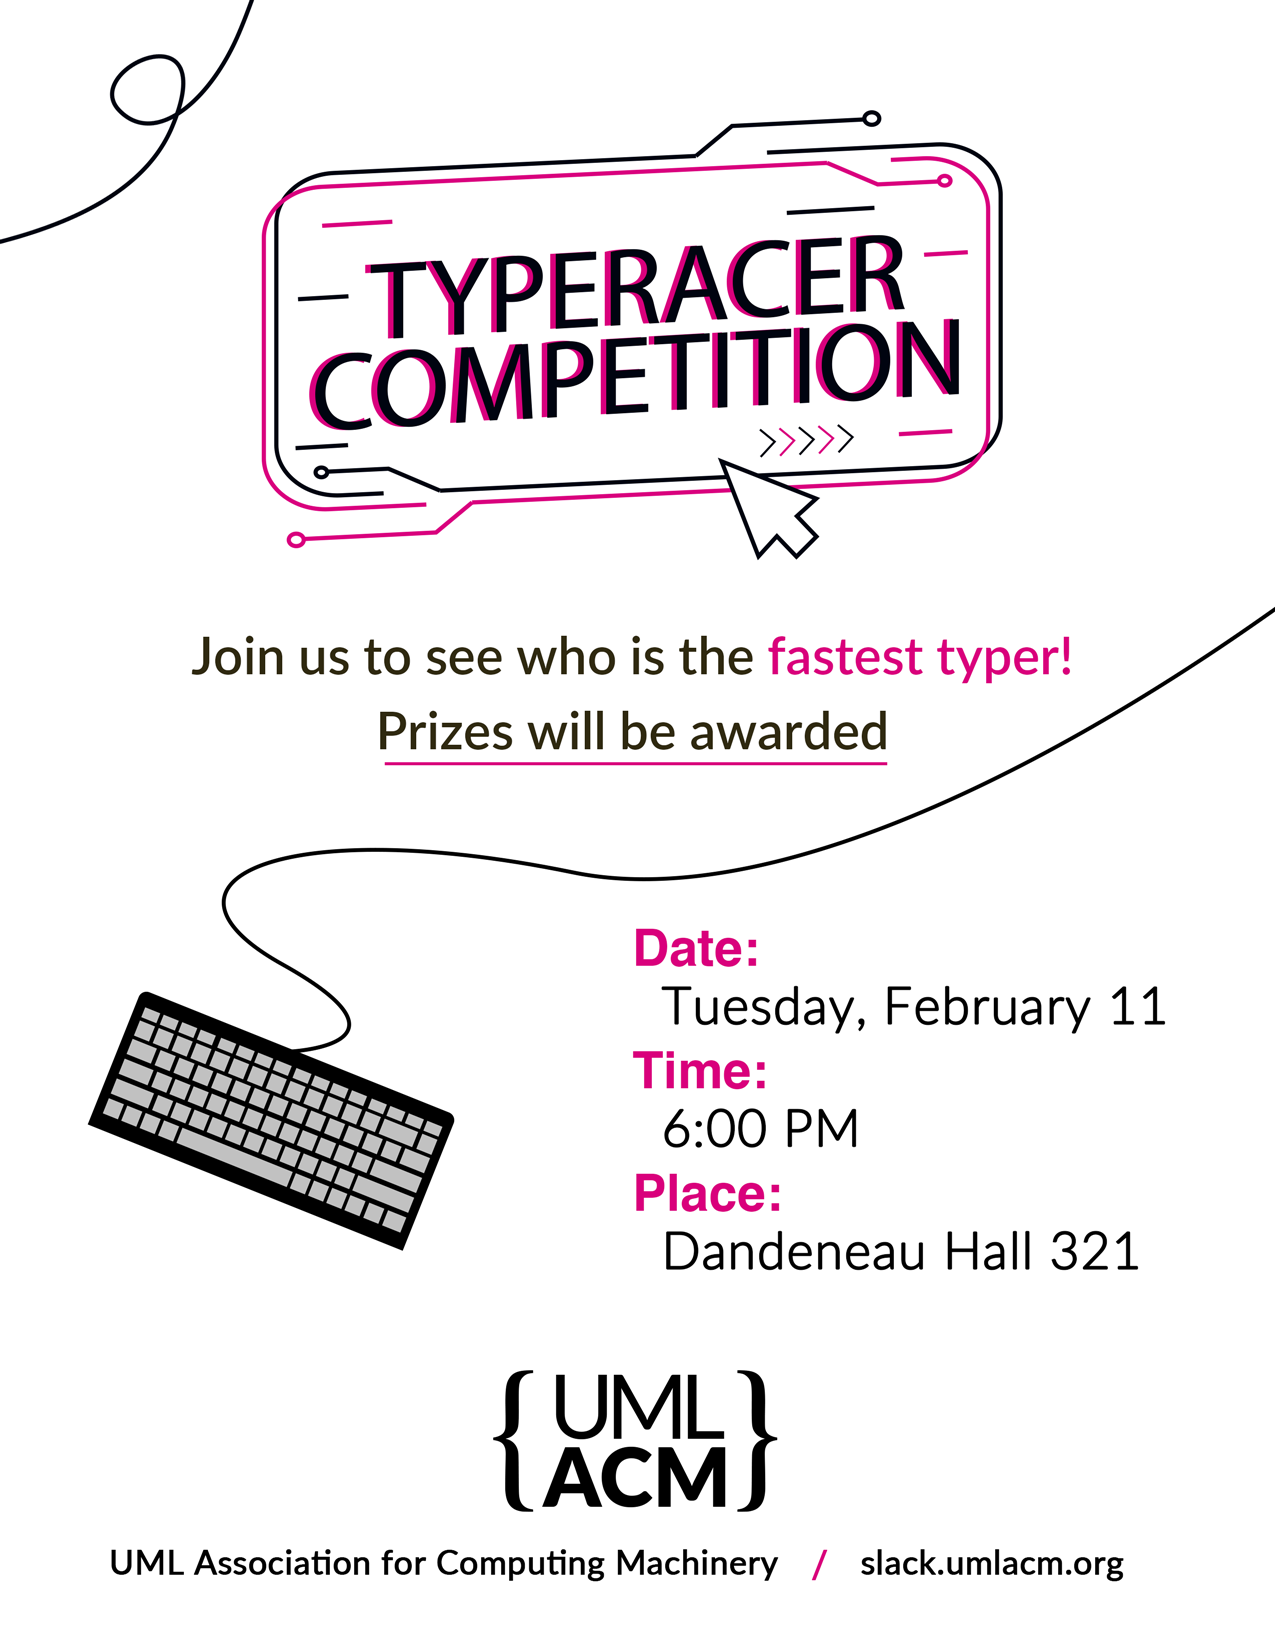 TYPERACER
COMPETITION
Join us to see who is the fastest typer!
Prizes will be awarded
Date:
Tuesday, February 11
Time:
6:00 PM
Place:
Dandeneau Hall 321
{UML
ACM}
UML Association for Computing Machinery / slack.umlacm.org